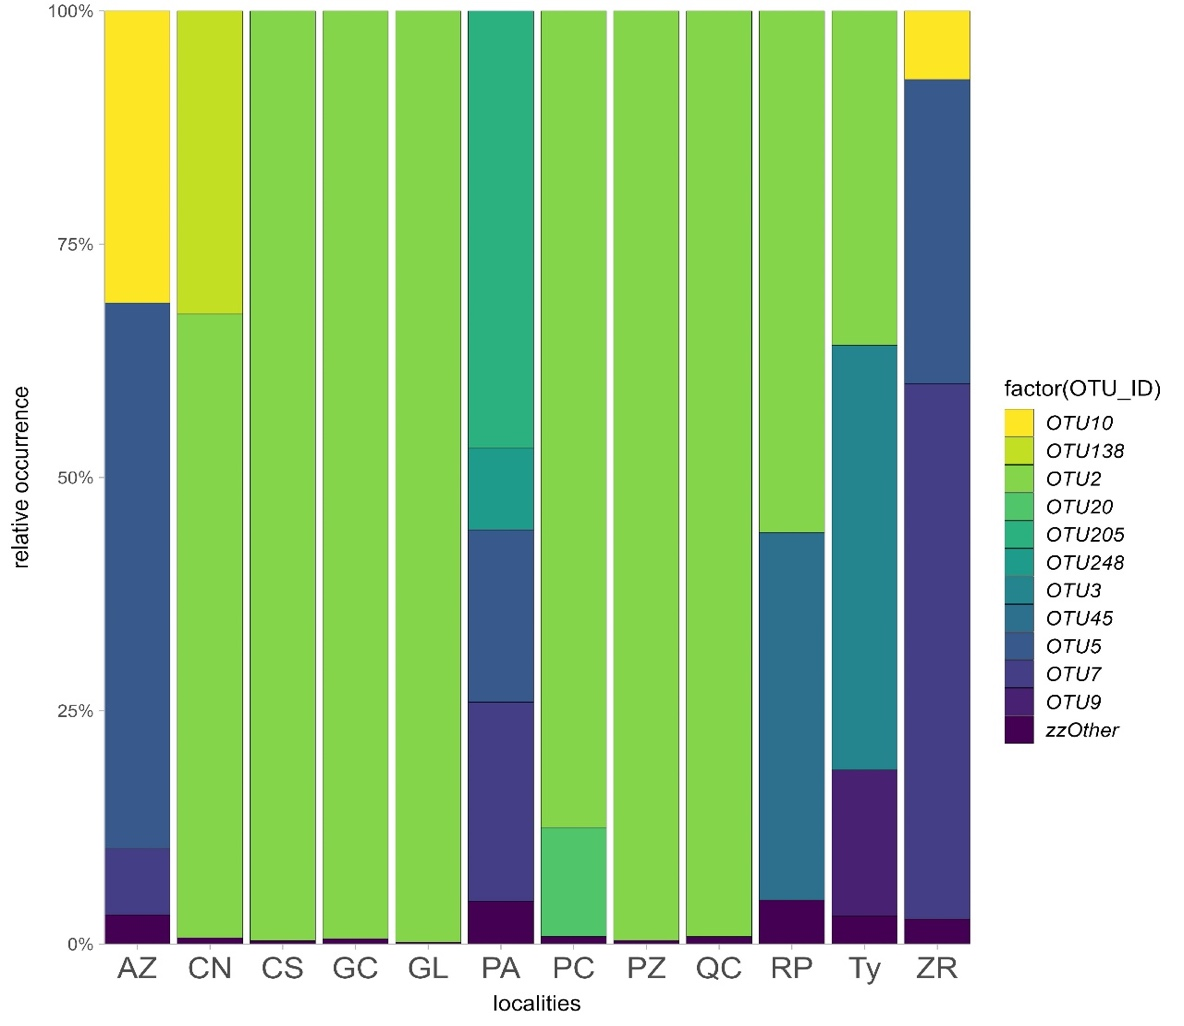 100%
75%
50%
25%
0%
relative occurrence
AZ CN CS GC GL PA PC PZ QC RP Ty ZR
localities
factor(OTU_ID)
OTU10
OTU138
OTU2
OTU20
OTU205
OTU248
OTU3
OTU45
OTU5
OTU7
OTU9
zzOther